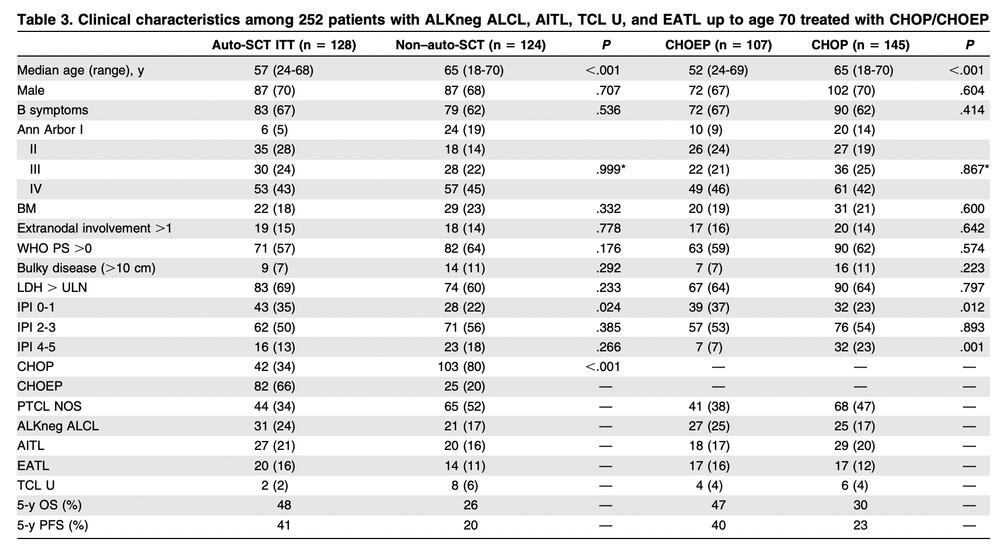 Table 3. Clinical characteristics among 252 patients with ALKneg ALCL, AITL, TCL U, and EATL up to age 70 treated with CHOP/CHOEP
Auto-SCT ITT (n = 128) Non–auto-SCT (n = 124) P CHOEP (n = 107) CHOP (n = 145) P
Median age (range), y 57 (24-68) 65 (18-70) <.001 52 (24-69) 65 (18-70) <.001
Male 87 (70) 87 (68) .707 72 (67) 102 (70) .604
B symptoms 83 (67) 79 (62) .536 72 (67) 90 (62) .414
Ann Arbor I 6 (5) 24 (19) 10 (9) 20 (14)
II 35 (28) 18 (14) 26 (24) 27 (19)
III 30 (24) 28 (22) .999* 22 (21) 36 (25) .867*
IV 53 (43) 57 (45) 49 (46) 61 (42)
BM 22 (18) 29 (23) .332 20 (19) 31 (21) .600
Extranodal involvement >1 19 (15) 18 (14) .778 17 (16) 20 (14) .642
WHO PS >0 71 (57) 82 (64) .176 63 (59) 90 (62) .574
Bulky disease (>10 cm) 9 (7) 14 (11) .292 7 (7) 16 (11) .223
LDH > ULN 83 (69) 74 (60) .233 67 (64) 90 (64) .797
IPI 0-1 43 (35) 28 (22) .024 39 (37) 32 (23) .012
IPI 2-3 62 (50) 71 (56) .385 57 (53) 76 (54) .893
IPI 4-5 16 (13) 23 (18) .266 7 (7) 32 (23) .001
CHOP 42 (34) 103 (80) <.001 — — —
CHOEP 82 (66) 25 (20) — — — —
PTCL NOS 44 (34) 65 (52) — 41 (38) 68 (47) —
ALKneg ALCL 31 (24) 21 (17) — 27 (25) 25 (17) —
AITL 27 (21) 20 (16) — 18 (17) 29 (20) —
EATL 20 (16) 14 (11) — 17 (16) 17 (12) —
TCL U 2 (2) 8 (6) — 4 (4) 6 (4) —
5-y OS (%) 48 26 — 47 30 —
5-y PFS (%) 41 20 — 40 23 —